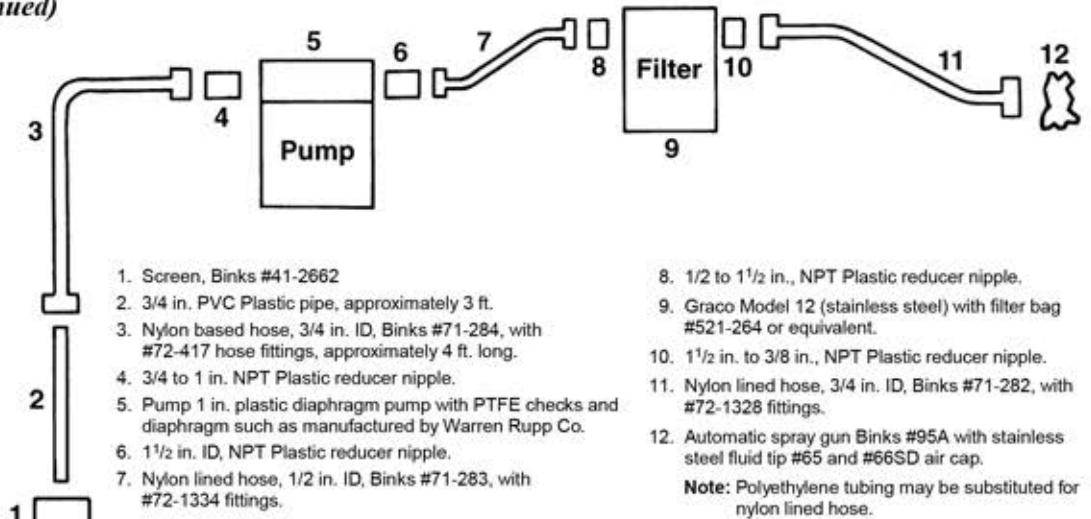 nued)
5
6
7
8
Filter
10
11
12
3
4
Pump
9
1. Screen, Binks #41-2662
2. 3/4 in. PVC Plastic pipe, approximately 3 ft.
3. Nylon based hose, 3/4 in. ID, Binks #71-284, with
#72-417 hose fittings, approximately 4 ft. long.
4. 3/4 to 1 in. NPT Plastic reducer nipple.
5. Pump 1 in. plastic diaphragm pump with PTFE checks and
diaphragm such as manufactured by Warren Rupp Co.
6. 1 1/2 in. ID, NPT Plastic reducer nipple.
7. Nylon lined hose, 1/2 in. ID, Binks #71-283, with
#72-1334 fittings.
8. 1/2 to 1 1/2 in., NPT Plastic reducer nipple.
9. Graco Model 12 (stainless steel) with filter bag
#521-264 or equivalent.
10. 1 1/2 in. to 3/8 in., NPT Plastic reducer nipple.
11. Nylon lined hose, 3/4 in. ID, Binks #71-282, with
#72-1328 fittings.
12. Automatic spray gun Binks #95A with stainless
steel fluid tip #65 and #66SD air cap.
Note: Polyethylene tubing may be substituted for
nylon lined hose.
2
1